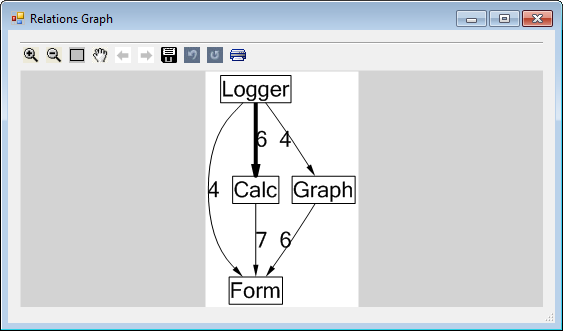 Relations Graph
Logger
6 4
4 Calc Graph
7 6
Form